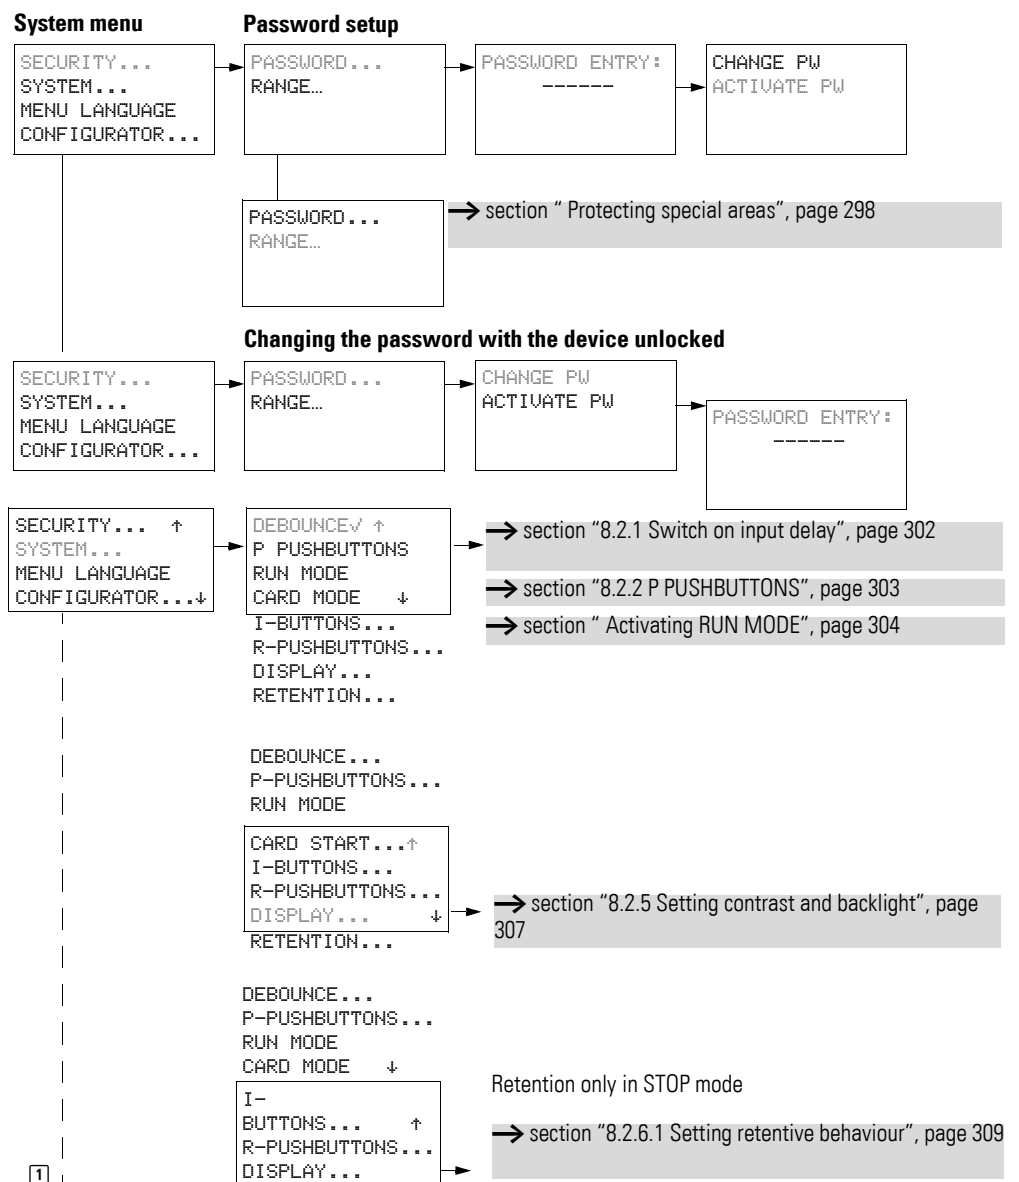 System menu
Password setup
SECURITY...
SYSTEM...
MENU LANGUAGE
CONFIGURATOR...
PASSWORD...
RANGE…
PASSWORD ENTRY:
------
CHANGE PW
ACTIVATE PW
PASSWORD...
RANGE…
→ section “ Protecting special areas”, page 298
Changing the password with the device unlocked
SECURITY...
SYSTEM...
MENU LANGUAGE
CONFIGURATOR...
PASSWORD...
RANGE…
CHANGE PW
ACTIVATE PW
PASSWORD ENTRY:
------
SECURITY... ↑
SYSTEM...
MENU LANGUAGE
CONFIGURATOR...↓
DEBOUNCE√ ↑
P PUSHBUTTONS
RUN MODE
CARD MODE ↓
I-BUTTONS...
R-PUSHBUTTONS...
DISPLAY...
RETENTION...
→ section “8.2.1 Switch on input delay”, page 302
→ section “8.2.2 P PUSHBUTTONS”, page 303
→ section “ Activating RUN MODE”, page 304
DEBOUNCE...
P-PUSHBUTTONS...
RUN MODE
CARD START...↑
I-BUTTONS...
R-PUSHBUTTONS...
DISPLAY... ↓
RETENTION...
→ section “8.2.5 Setting contrast and backlight”, page
307
DEBOUNCE...
P-PUSHBUTTONS...
RUN MODE
CARD MODE ↓
I-
BUTTONS... ↑
R-PUSHBUTTONS...
DISPLAY...
Retention only in STOP mode
→ section “8.2.6.1 Setting retentive behaviour”, page 309
1